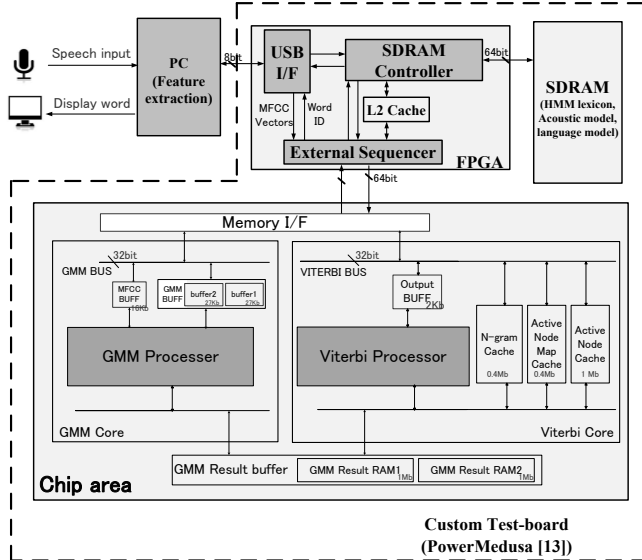 Speech input
Display word
PC
(Feature
extraction)
8bit
USB
I/F
SDRAM
Controller
64bit
SDRAM
(HMM lexicon,
Acoustic model,
language model)
MFCC
Vectors
Word
ID
L2 Cache
External Sequencer
FPGA
64bit
Memory I/F
32bit
GMM BUS
MFCC
BUFF
16Kb
GMM
BUFF
buffer2
27Kb
buffer1
27Kb
GMM Processer
GMM Core
32bit
VITERBI BUS
Output
BUFF
2Kb
Viterbi Processor
N-gram
Cache
0.4Mb
Active
Node
Map
Cache
0.4Mb
Active
Node
Cache
1 Mb
Viterbi Core
GMM Result buffer
GMM Result RAM1
1Mb
GMM Result RAM2
1Mb
Chip area
Custom Test-board
(PowerMedusa [13])